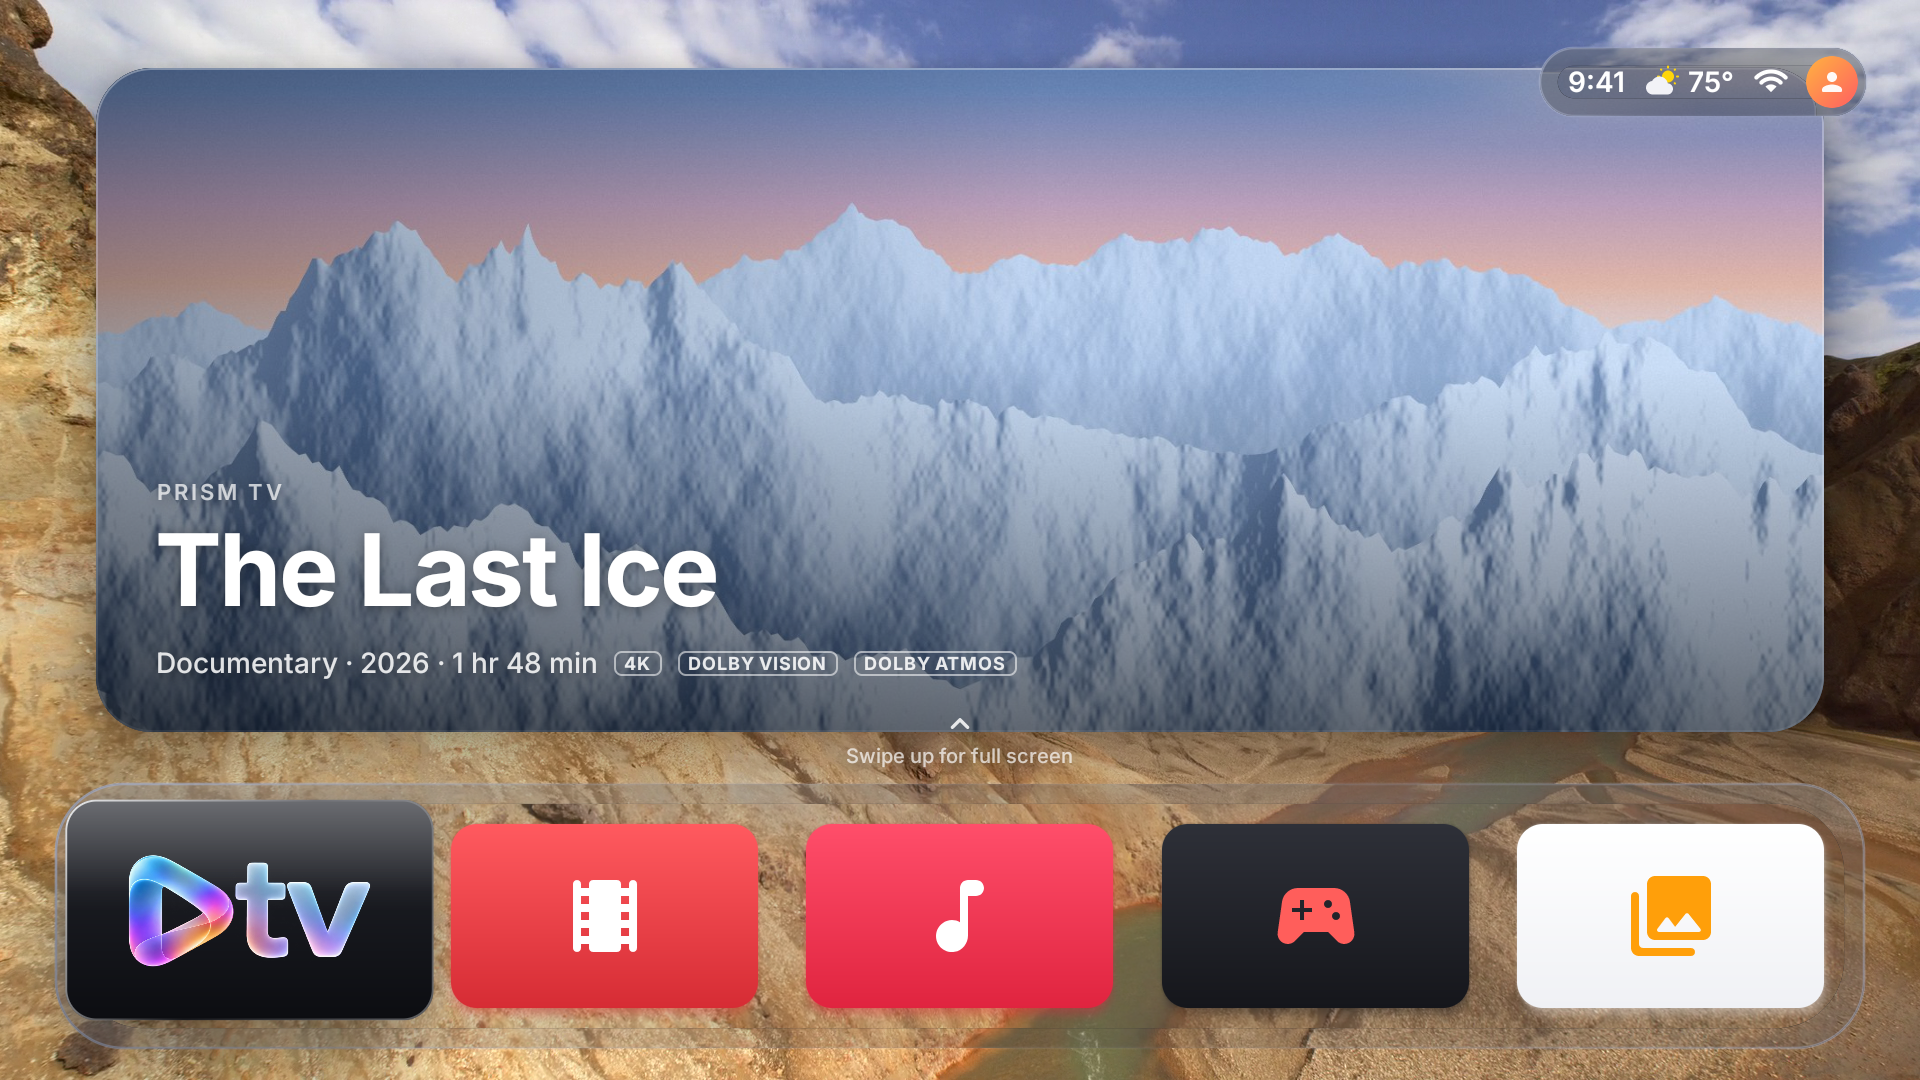 9:41 75°
PRISM TV
The Last Ice
Documentary · 2026 · 1 hr 48 min 4K DOLBY VISION DOLBY ATMOS
Swipe up for full screen
tv